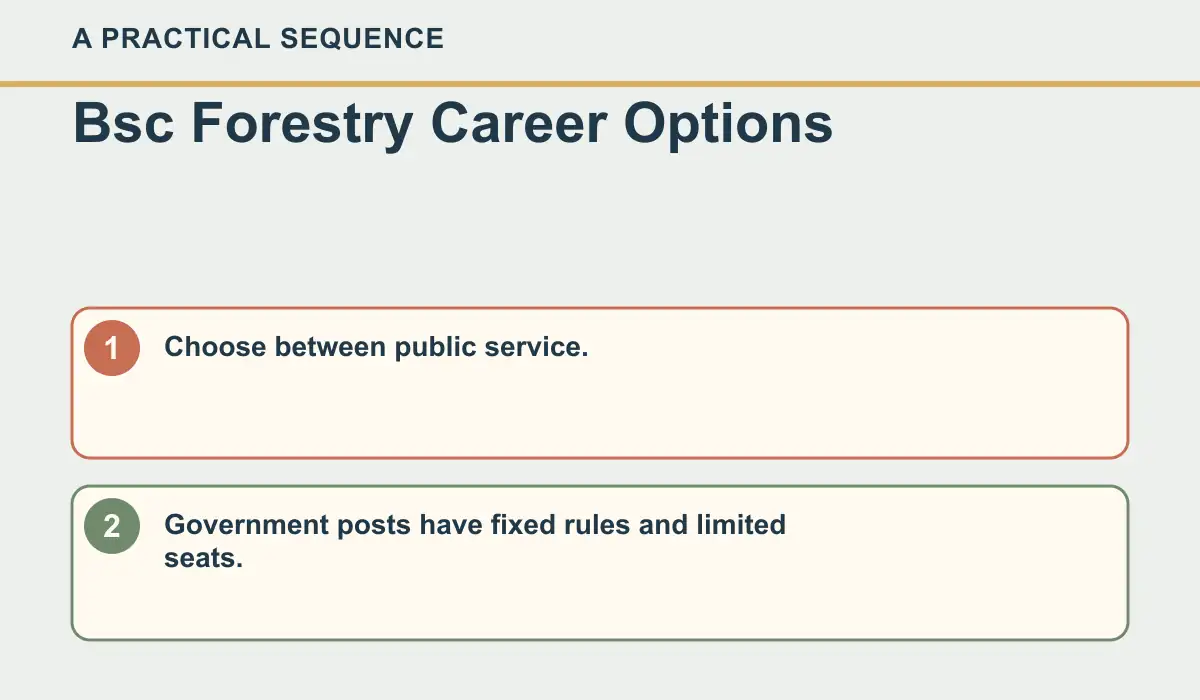 A PRACTICAL SEQUENCE
Bsc Forestry Career Options
1
Choose between public service.
2
Government posts have fixed rules and limited
seats.